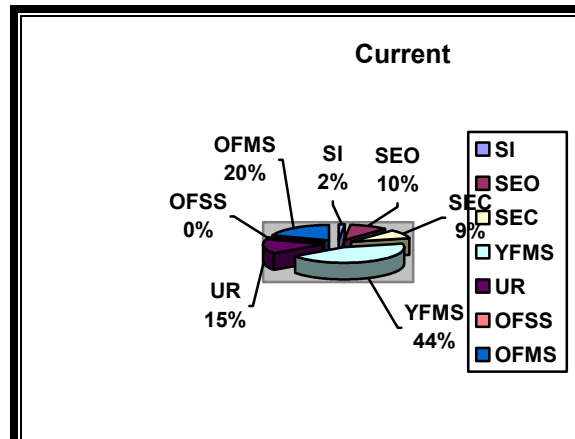 Current
OFMS
20%
SI
2%
SEO
10%
SEC
9%
OFSS
0%
UR
15%
YFMS
44%
SI
SEO
SEC
YFMS
UR
OFSS
OFMS